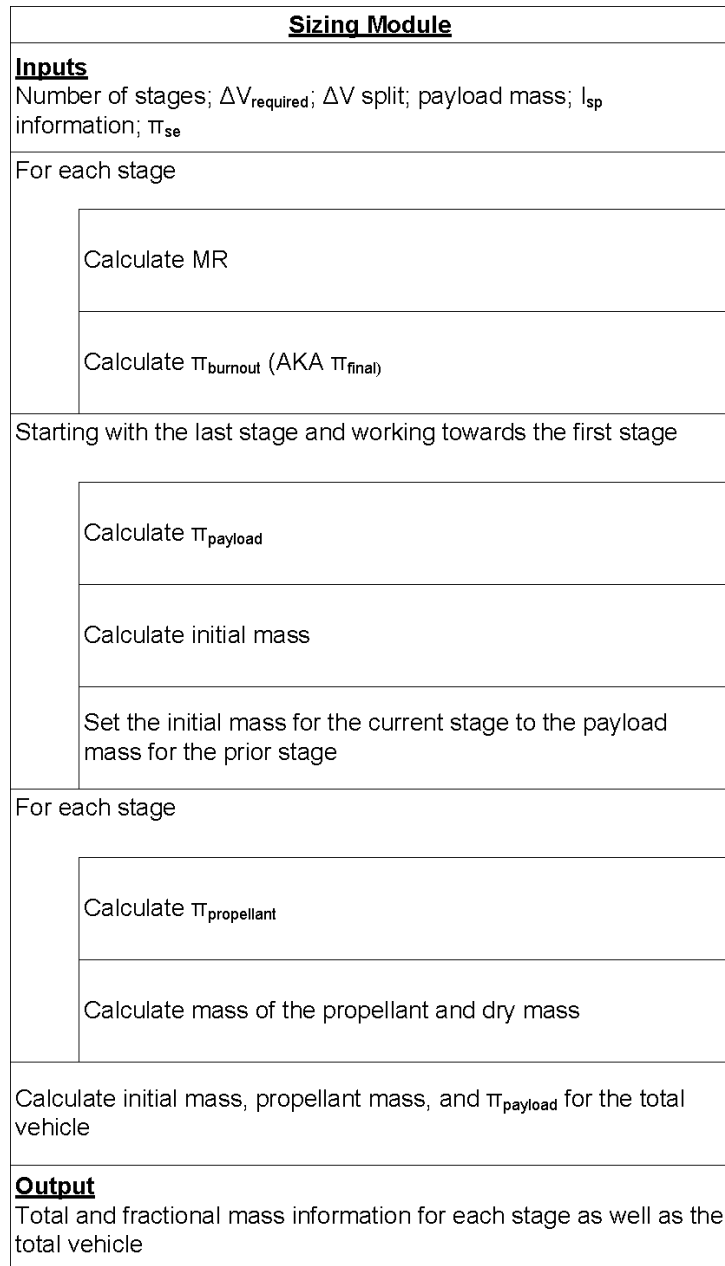 Sizing Module
Inputs
Number of stages; ΔVrequired; ΔV split; payload mass; Isp
information; πse
For each stage
Calculate MR
Calculate πburnout (AKA πfinal)
Starting with the last stage and working towards the first stage
Calculate πpayload
Calculate initial mass
Set the initial mass for the current stage to the payload
mass for the prior stage
For each stage
Calculate πpropellant
Calculate mass of the propellant and dry mass
Calculate initial mass, propellant mass, and πpayload for the total
vehicle
Output
Total and fractional mass information for each stage as well as the
total vehicle